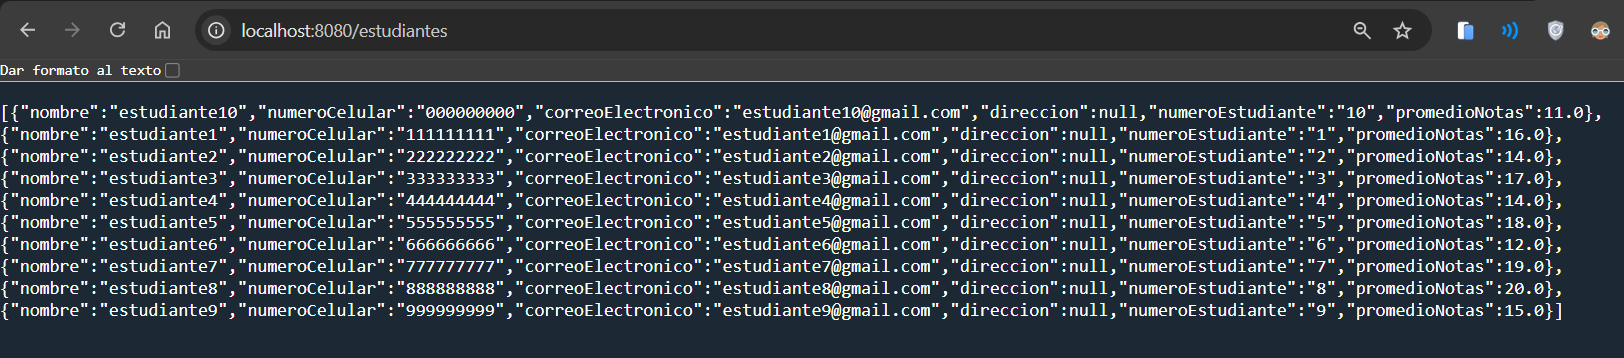 localhost:8080/estudiantes
Dar formato al texto
[{"nombre":"estudiante10","numeroCelular":"000000000","correoElectronico":"estudiante10@gmail.com","direccion":null,"numeroEstudiante":"10","promedioNotas":11.0},
{"nombre":"estudiante1","numeroCelular":"111111111","correoElectronico":"estudiante1@gmail.com","direccion":null,"numeroEstudiante":"1","promedioNotas":16.0},
{"nombre":"estudiante2","numeroCelular":"222222222","correoElectronico":"estudiante2@gmail.com","direccion":null,"numeroEstudiante":"2","promedioNotas":14.0},
{"nombre":"estudiante3","numeroCelular":"333333333","correoElectronico":"estudiante3@gmail.com","direccion":null,"numeroEstudiante":"3","promedioNotas":17.0},
{"nombre":"estudiante4","numeroCelular":"444444444","correoElectronico":"estudiante4@gmail.com","direccion":null,"numeroEstudiante":"4","promedioNotas":14.0},
{"nombre":"estudiante5","numeroCelular":"555555555","correoElectronico":"estudiante5@gmail.com","direccion":null,"numeroEstudiante":"5","promedioNotas":18.0},
{"nombre":"estudiante6","numeroCelular":"666666666","correoElectronico":"estudiante6@gmail.com","direccion":null,"numeroEstudiante":"6","promedioNotas":12.0},
{"nombre":"estudiante7","numeroCelular":"777777777","correoElectronico":"estudiante7@gmail.com","direccion":null,"numeroEstudiante":"7","promedioNotas":19.0},
{"nombre":"estudiante8","numeroCelular":"888888888","correoElectronico":"estudiante8@gmail.com","direccion":null,"numeroEstudiante":"8","promedioNotas":20.0},
{"nombre":"estudiante9","numeroCelular":"999999999","correoElectronico":"estudiante9@gmail.com","direccion":null,"numeroEstudiante":"9","promedioNotas":15.0}]